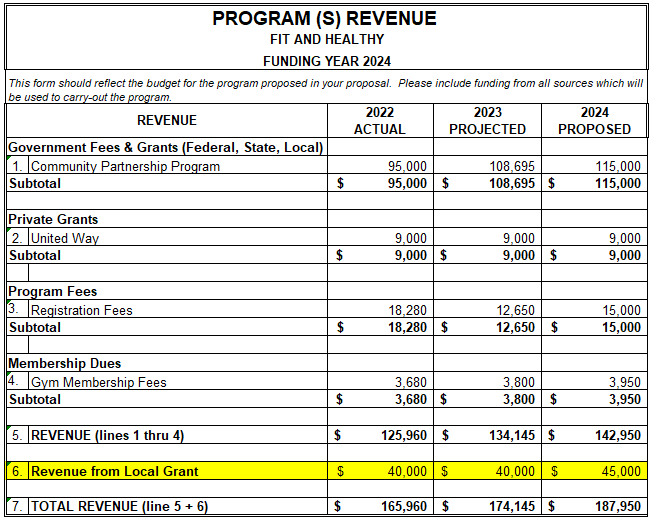 PROGRAM (S) REVENUE
FIT AND HEALTHY
FUNDING YEAR 2024
This form should reflect the budget for the program proposed in your proposal.  Please include funding from all sources which will
be used to carry-out the program.
REVENUE 2022 ACTUAL 2023 PROJECTED 2024 PROPOSED
Government Fees & Grants (Federal, State, Local)
1. Community Partnership Program 95,000 108,695 115,000
Subtotal $ 95,000 $ 108,695 $ 115,000
Private Grants
2. United Way 9,000 9,000 9,000
Subtotal $ 9,000 $ 9,000 $ 9,000
Program Fees
3. Registration Fees 18,280 12,650 15,000
Subtotal $ 18,280 $ 12,650 $ 15,000
Membership Dues
4. Gym Membership Fees 3,680 3,800 3,950
Subtotal $ 3,680 $ 3,800 $ 3,950
5. REVENUE (lines 1 thru 4) $ 125,960 $ 134,145 $ 142,950
6. Revenue from Local Grant $ 40,000 $ 40,000 $ 45,000
7. TOTAL REVENUE (line 5 + 6) $ 165,960 $ 174,145 $ 187,950